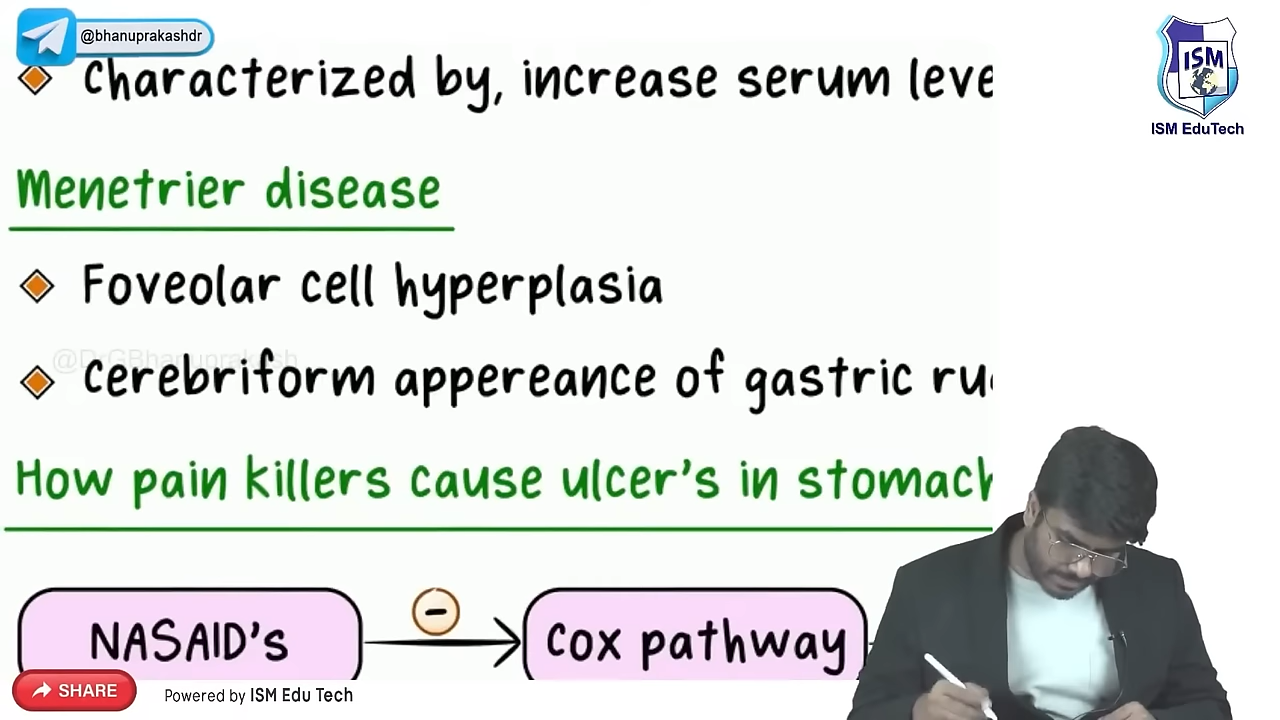 @bhanuprakashdr
ISM
ISM EduTech
Characterized by, increase serum leve
Menetrier disease
Foveolar cell hyperplasia
@DrGBhanuprakash
Cerebriform appereance of gastric ru
How pain killers cause ulcer's in stomach
NASAID's
-
Cox pathway
SHARE
Powered by ISM Edu Tech